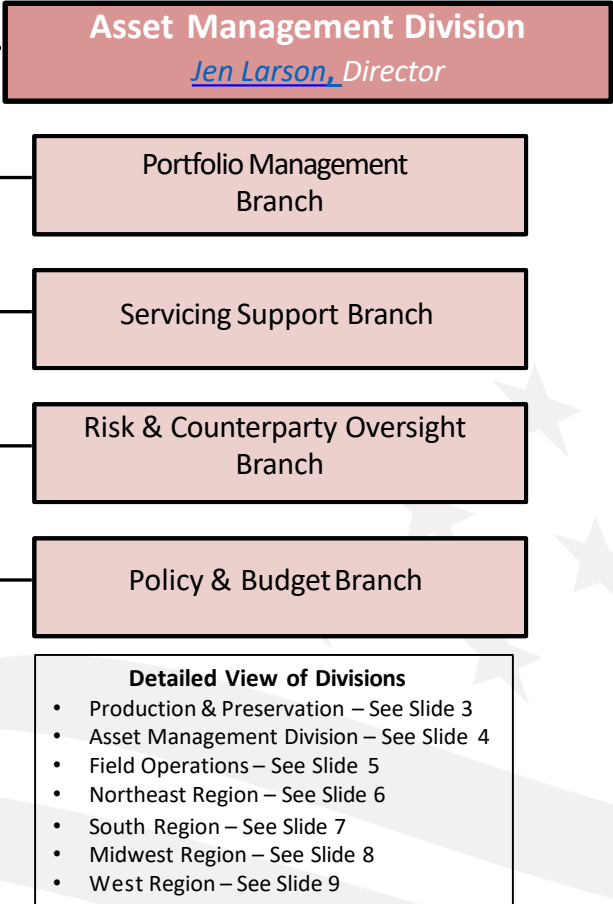 Asset Management Division
Jen Larson, Director
Portfolio Management
Branch
Servicing Support Branch
Risk & Counterparty Oversight
Branch
Policy & Budget Branch
Detailed View of Divisions
• Production & Preservation – See Slide 3
• Asset Management Division – See Slide 4
• Field Operations – See Slide 5
• Northeast Region – See Slide 6
• South Region – See Slide 7
• Midwest Region – See Slide 8
• West Region – See Slide 9